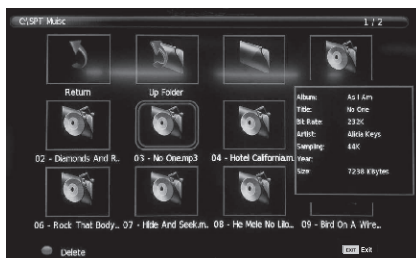 C:\SPT Muisc
1 / 2
Return
Up Folder
Album: As I Am
Title: No One
Bit Rate: 232K
Artist: Alicia Keys
Sampling: 44K
Year:
Size: 7238 KBytes
02 - Diamonds And R..
03 - No One.mp3
04 - Hotel California.m.
06 - Rock That Body..
07 - Hide And Seek.m.
08 - He Mele No Lilo..
09 - Bird On A Wire..
Delete
EXIT Exit